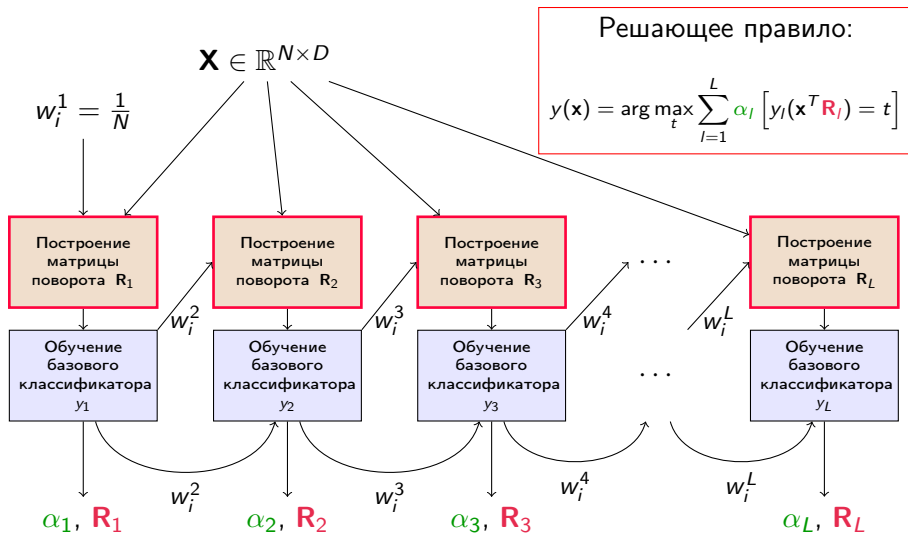 Решающее правило:
X ∈ ℝ^{N×D}
w_i^1 = \frac{1}{N}
y(x) = arg max_t \sum_{l=1}^{L} α_l [y_l(x^T R_l) = t]
Построение
матрицы
поворота R_1
Построение
матрицы
поворота R_2
Построение
матрицы
поворота R_3
. . .
Построение
матрицы
поворота R_L
w_i^2
w_i^3
w_i^4
w_i^L
Обучение
базового
классификатора
y_1
Обучение
базового
классификатора
y_2
Обучение
базового
классификатора
y_3
. . .
Обучение
базового
классификатора
y_L
w_i^2
w_i^3
w_i^4
w_i^L
α_1, R_1
α_2, R_2
α_3, R_3
α_L, R_L